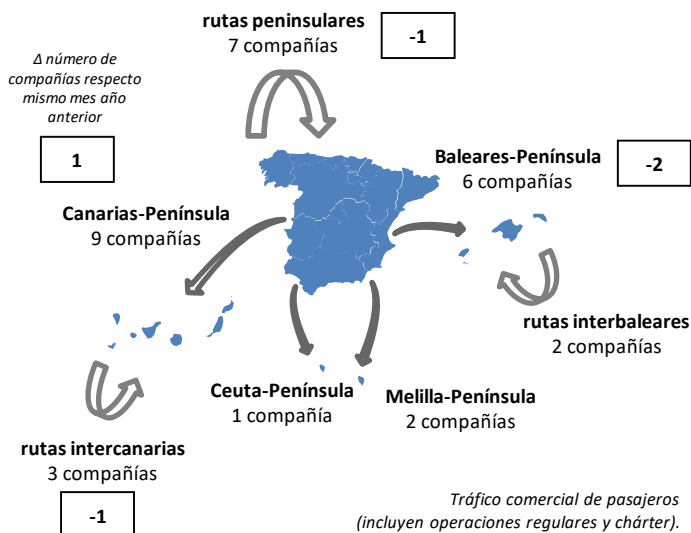 rutas peninsulares
7 compañías
-1
Δ número de
compañías respecto
mismo mes año
anterior
1
Baleares-Península
6 compañías
-2
Canarias-Península
9 compañías
rutas interbaleares
2 compañías
Ceuta-Península
1 compañía
Melilla-Península
2 compañías
rutas intercanarias
3 compañías
-1
Tráfico comercial de pasajeros
(incluyen operaciones regulares y chárter).